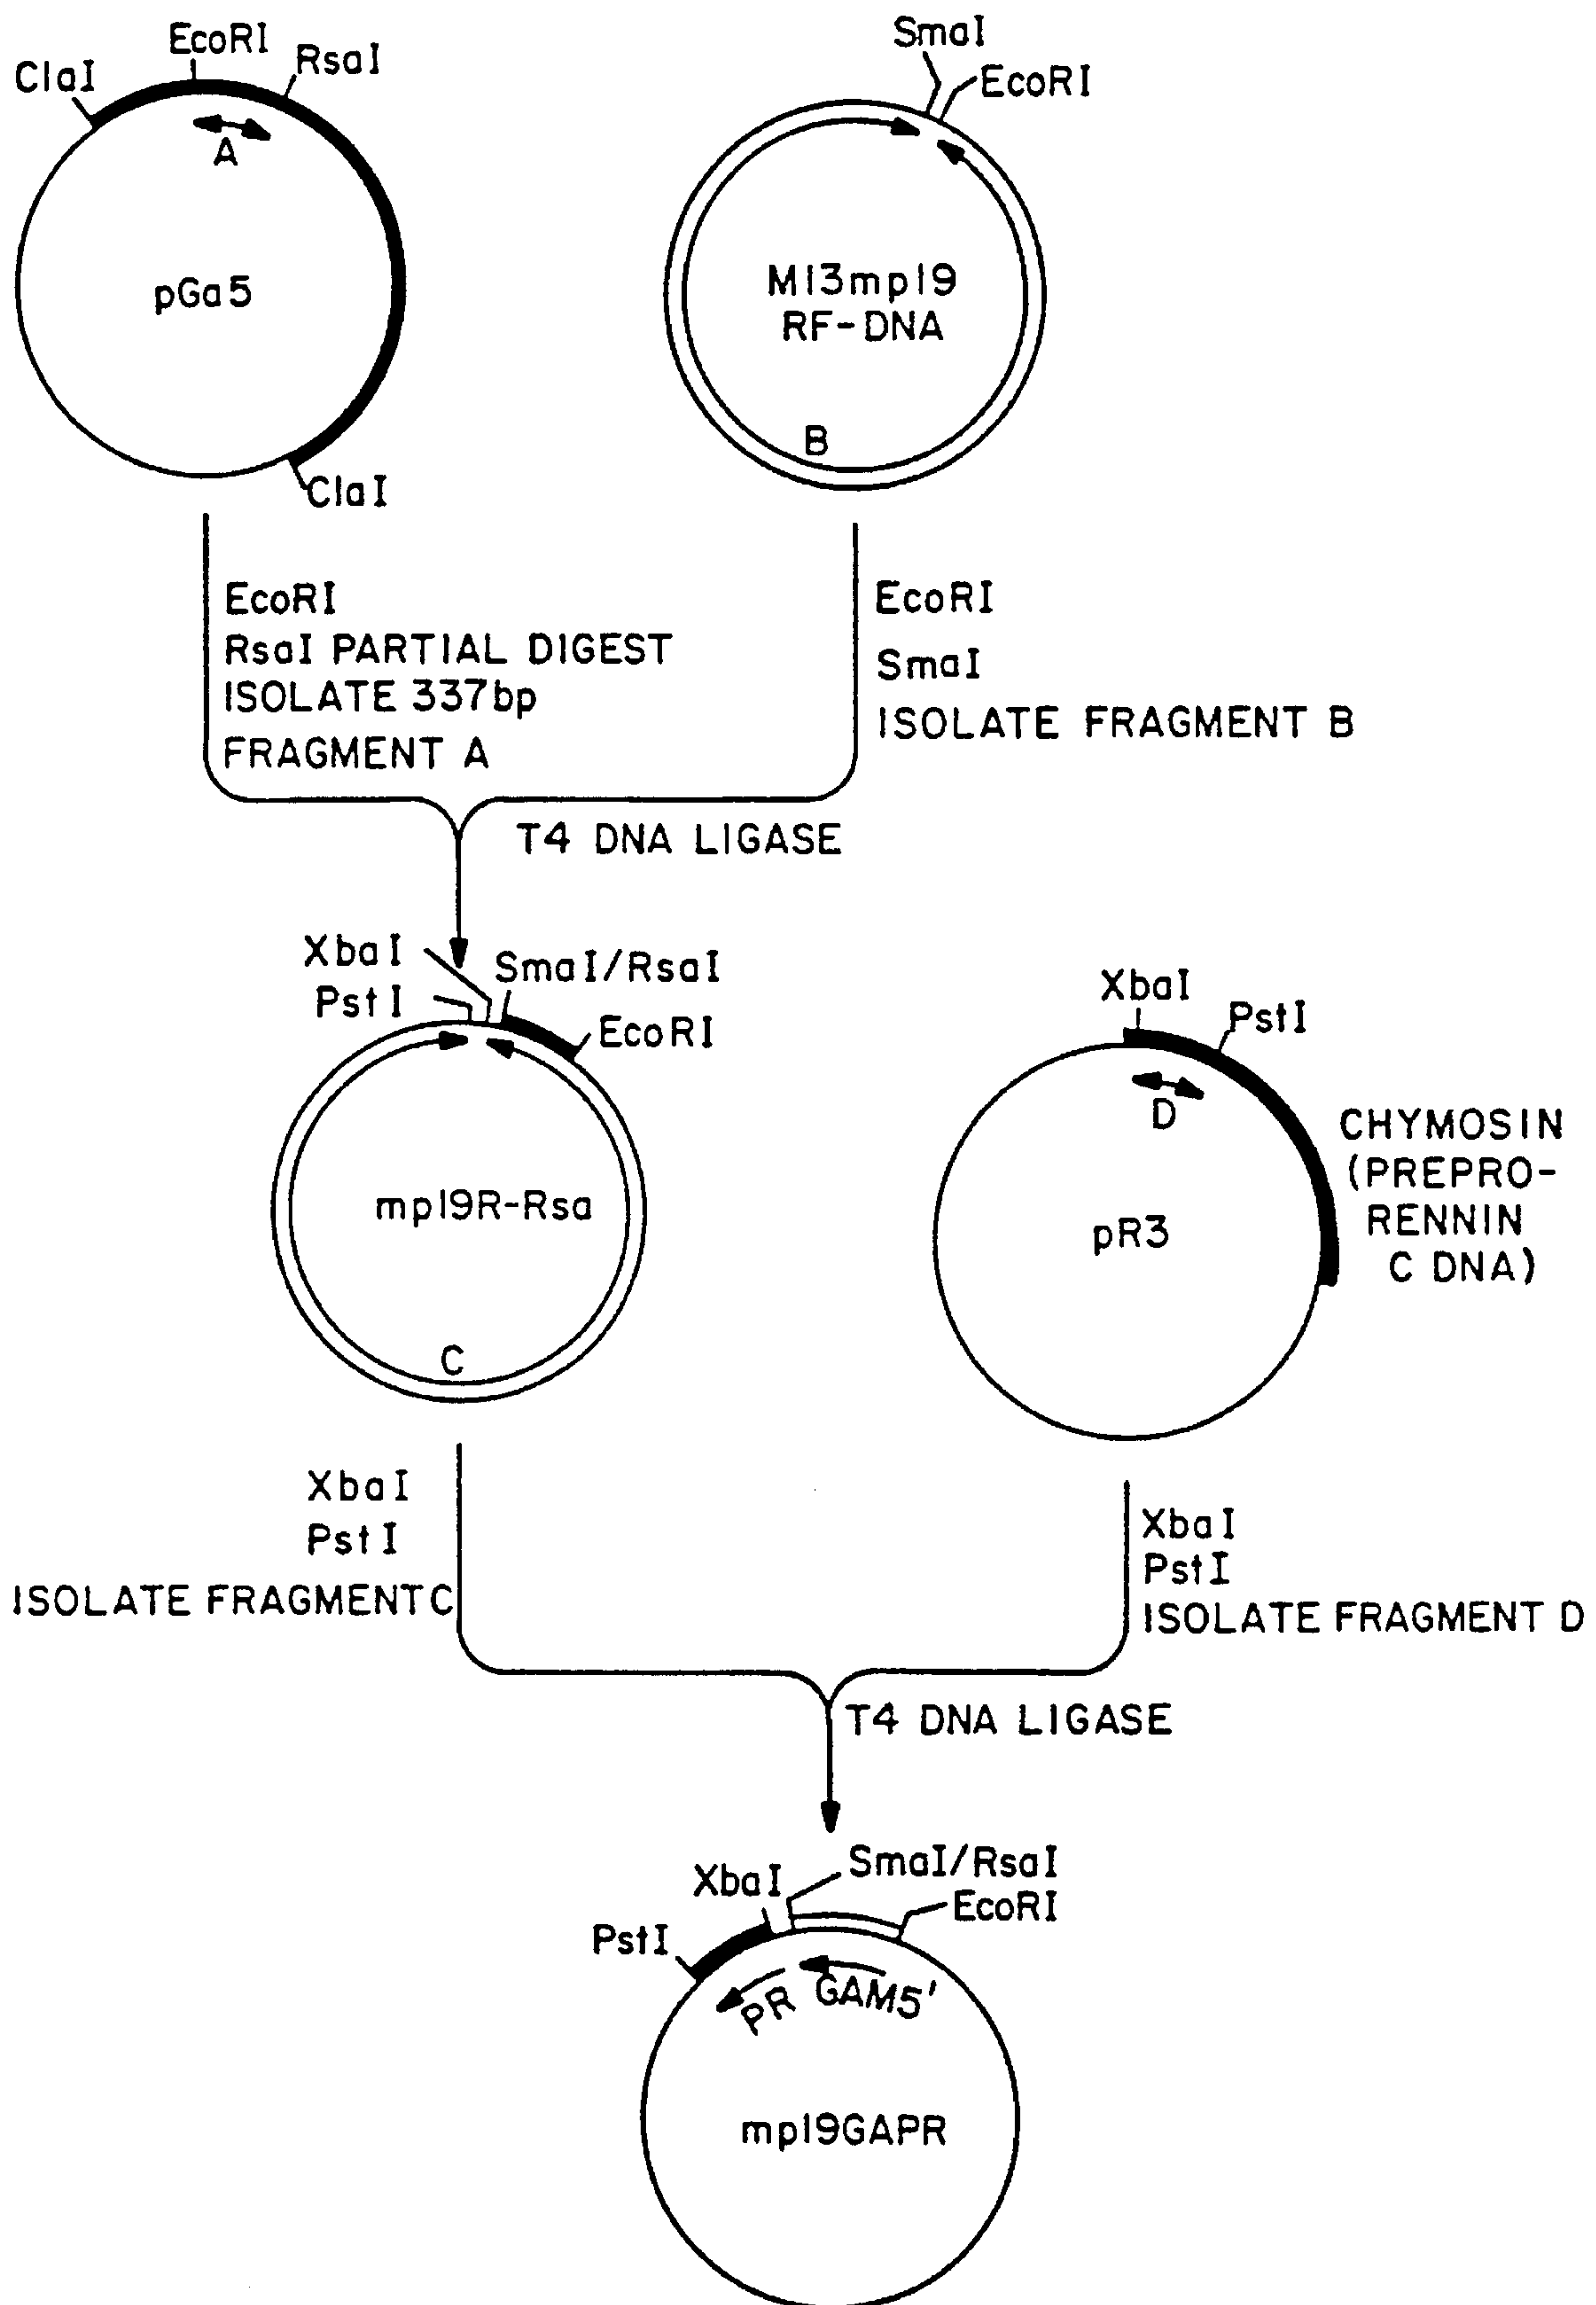 ClaI
EcoRI
RsaI
A
pGa5
ClaI
SmaI
EcoRI
M13mp19
RF-DNA
B
EcoRI
RsaI PARTIAL DIGEST
ISOLATE 337bp
FRAGMENT A
EcoRI
SmaI
ISOLATE FRAGMENT B
T4 DNA LIGASE
XbaI
PstI
SmaI/RsaI
EcoRI
mp19R-Rsa
C
XbaI
PstI
D
pR3
CHYMOSIN
(PREPRO-
RENNIN
C DNA)
XbaI
PstI
ISOLATE FRAGMENT C
XbaI
PstI
ISOLATE FRAGMENT D
T4 DNA LIGASE
PstI
XbaI
SmaI/RsaI
EcoRI
PR
GAM5'
mp19GAPR